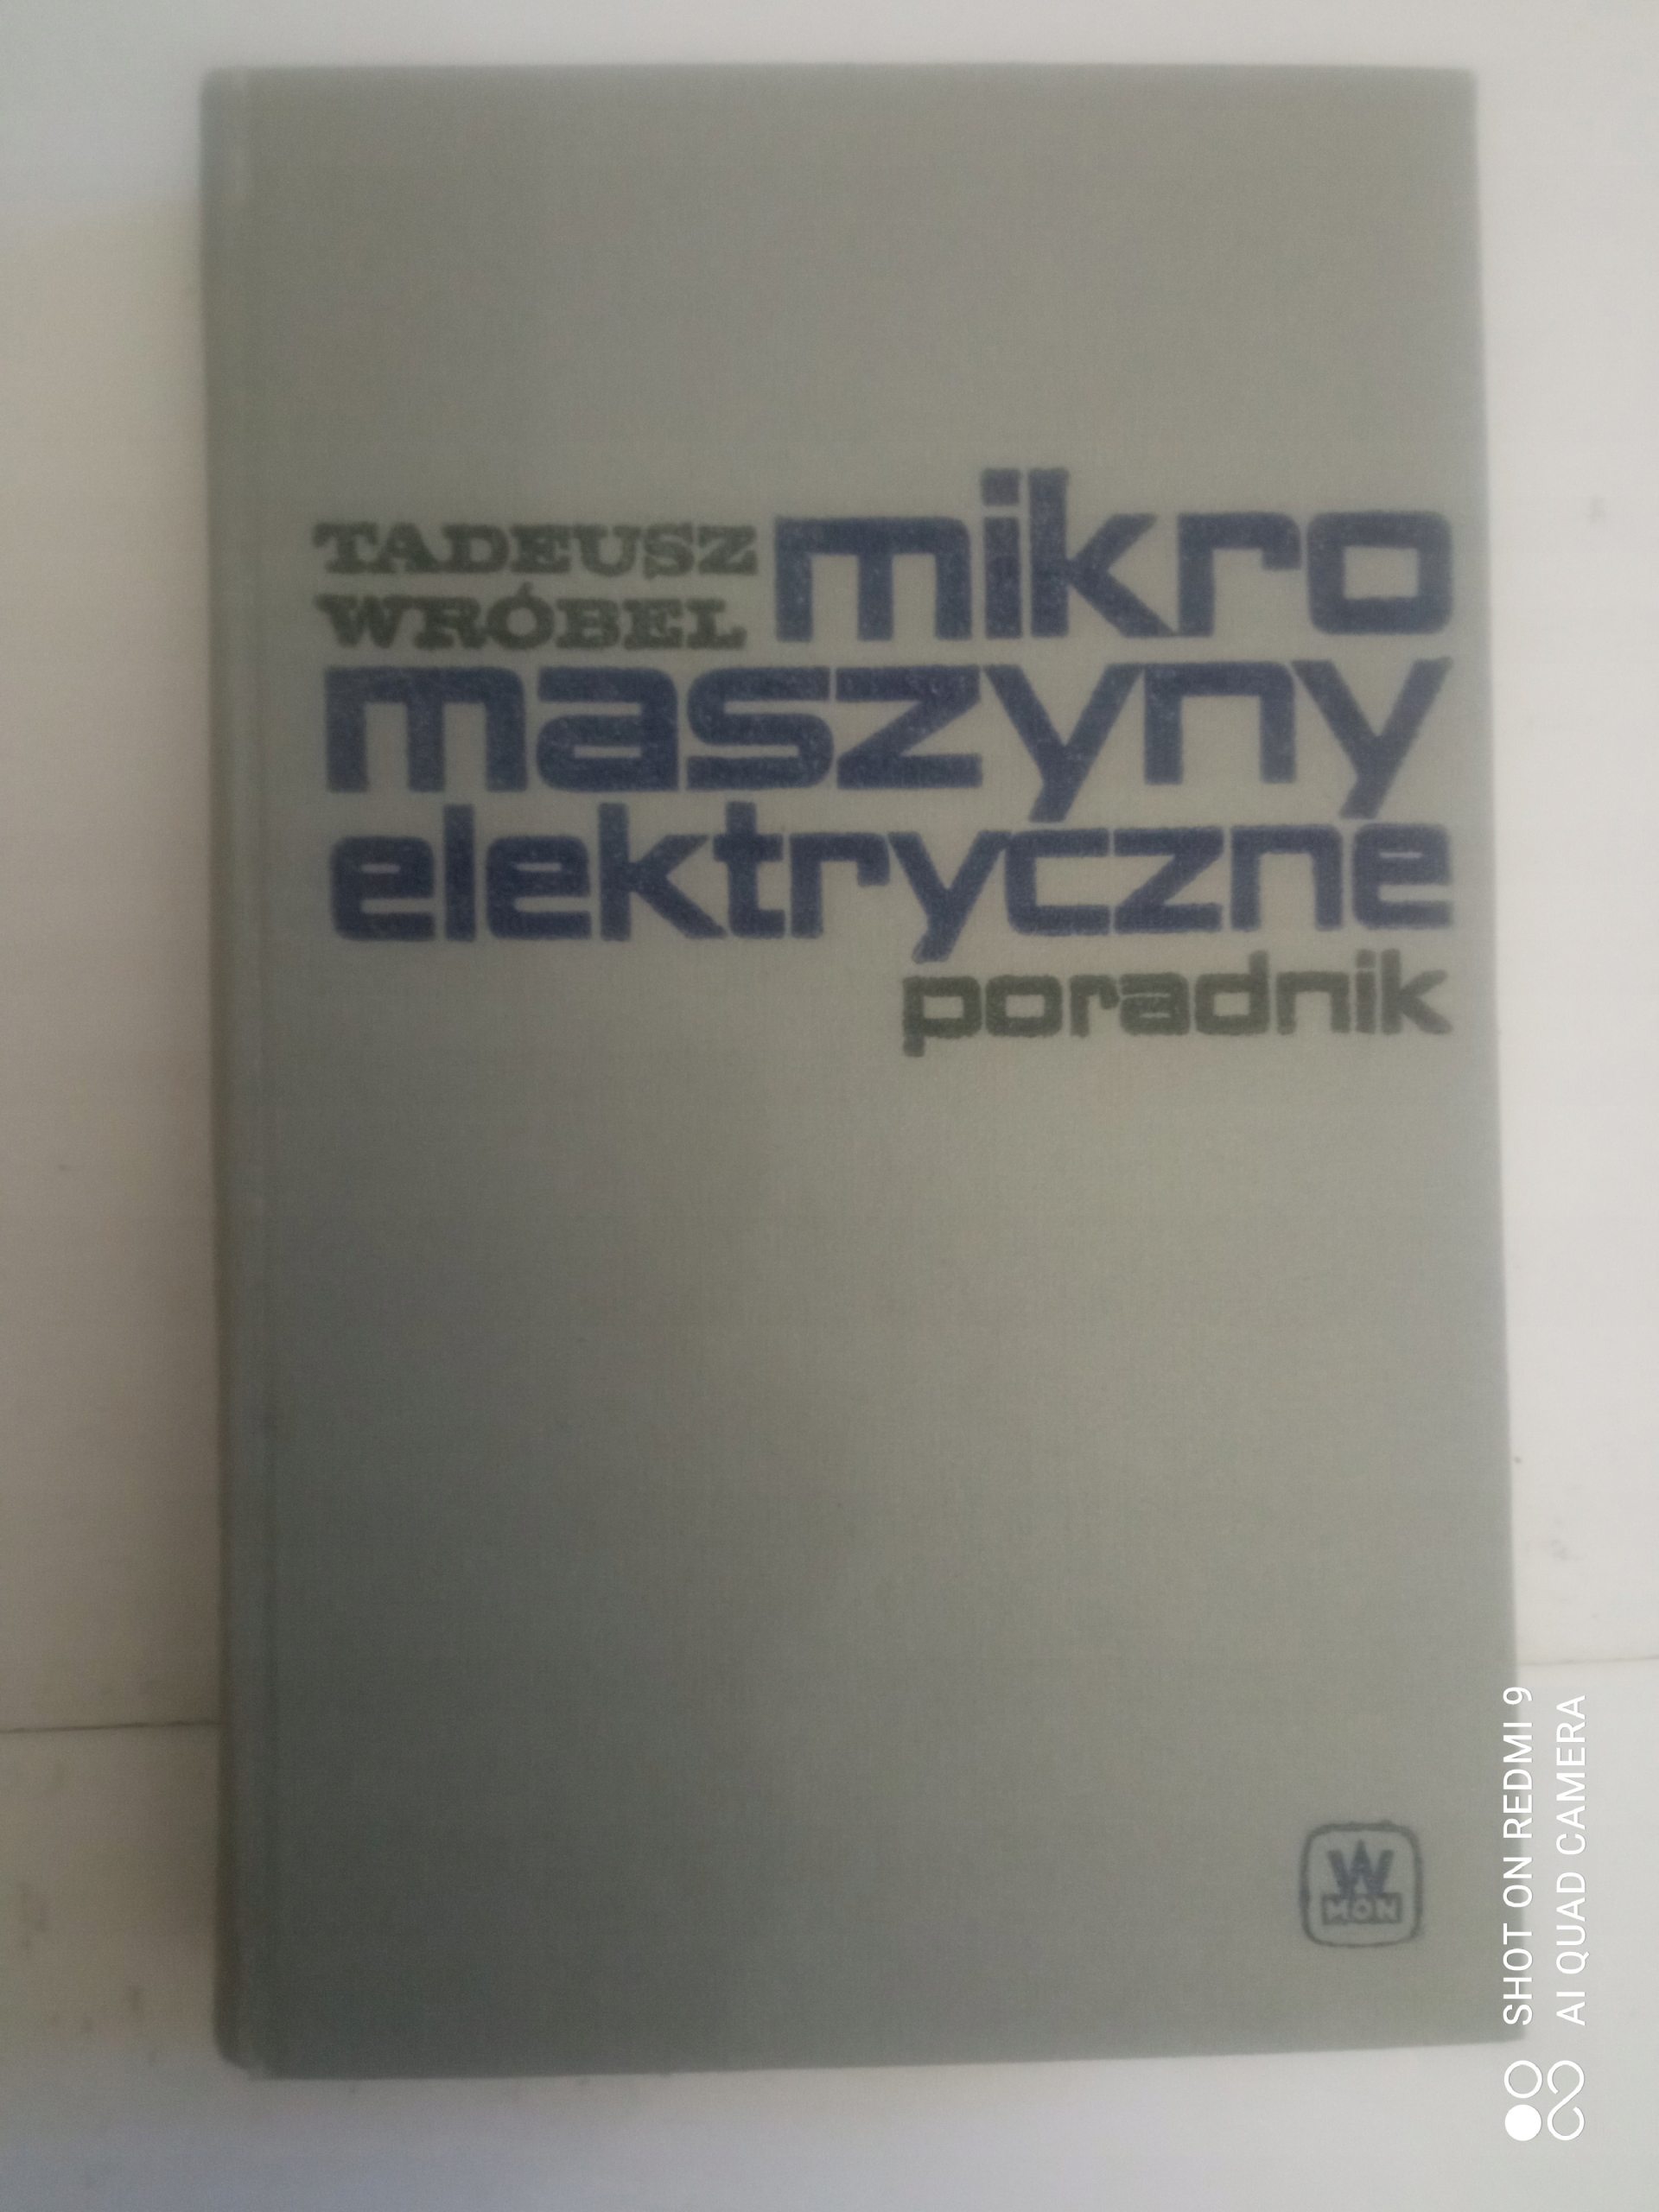 TADEUSZ
WRÓBEL
mikro
maszyny
elektryczne
poradnik
W
MON
SHOT ON REDMI 9
AI QUAD CAMERA